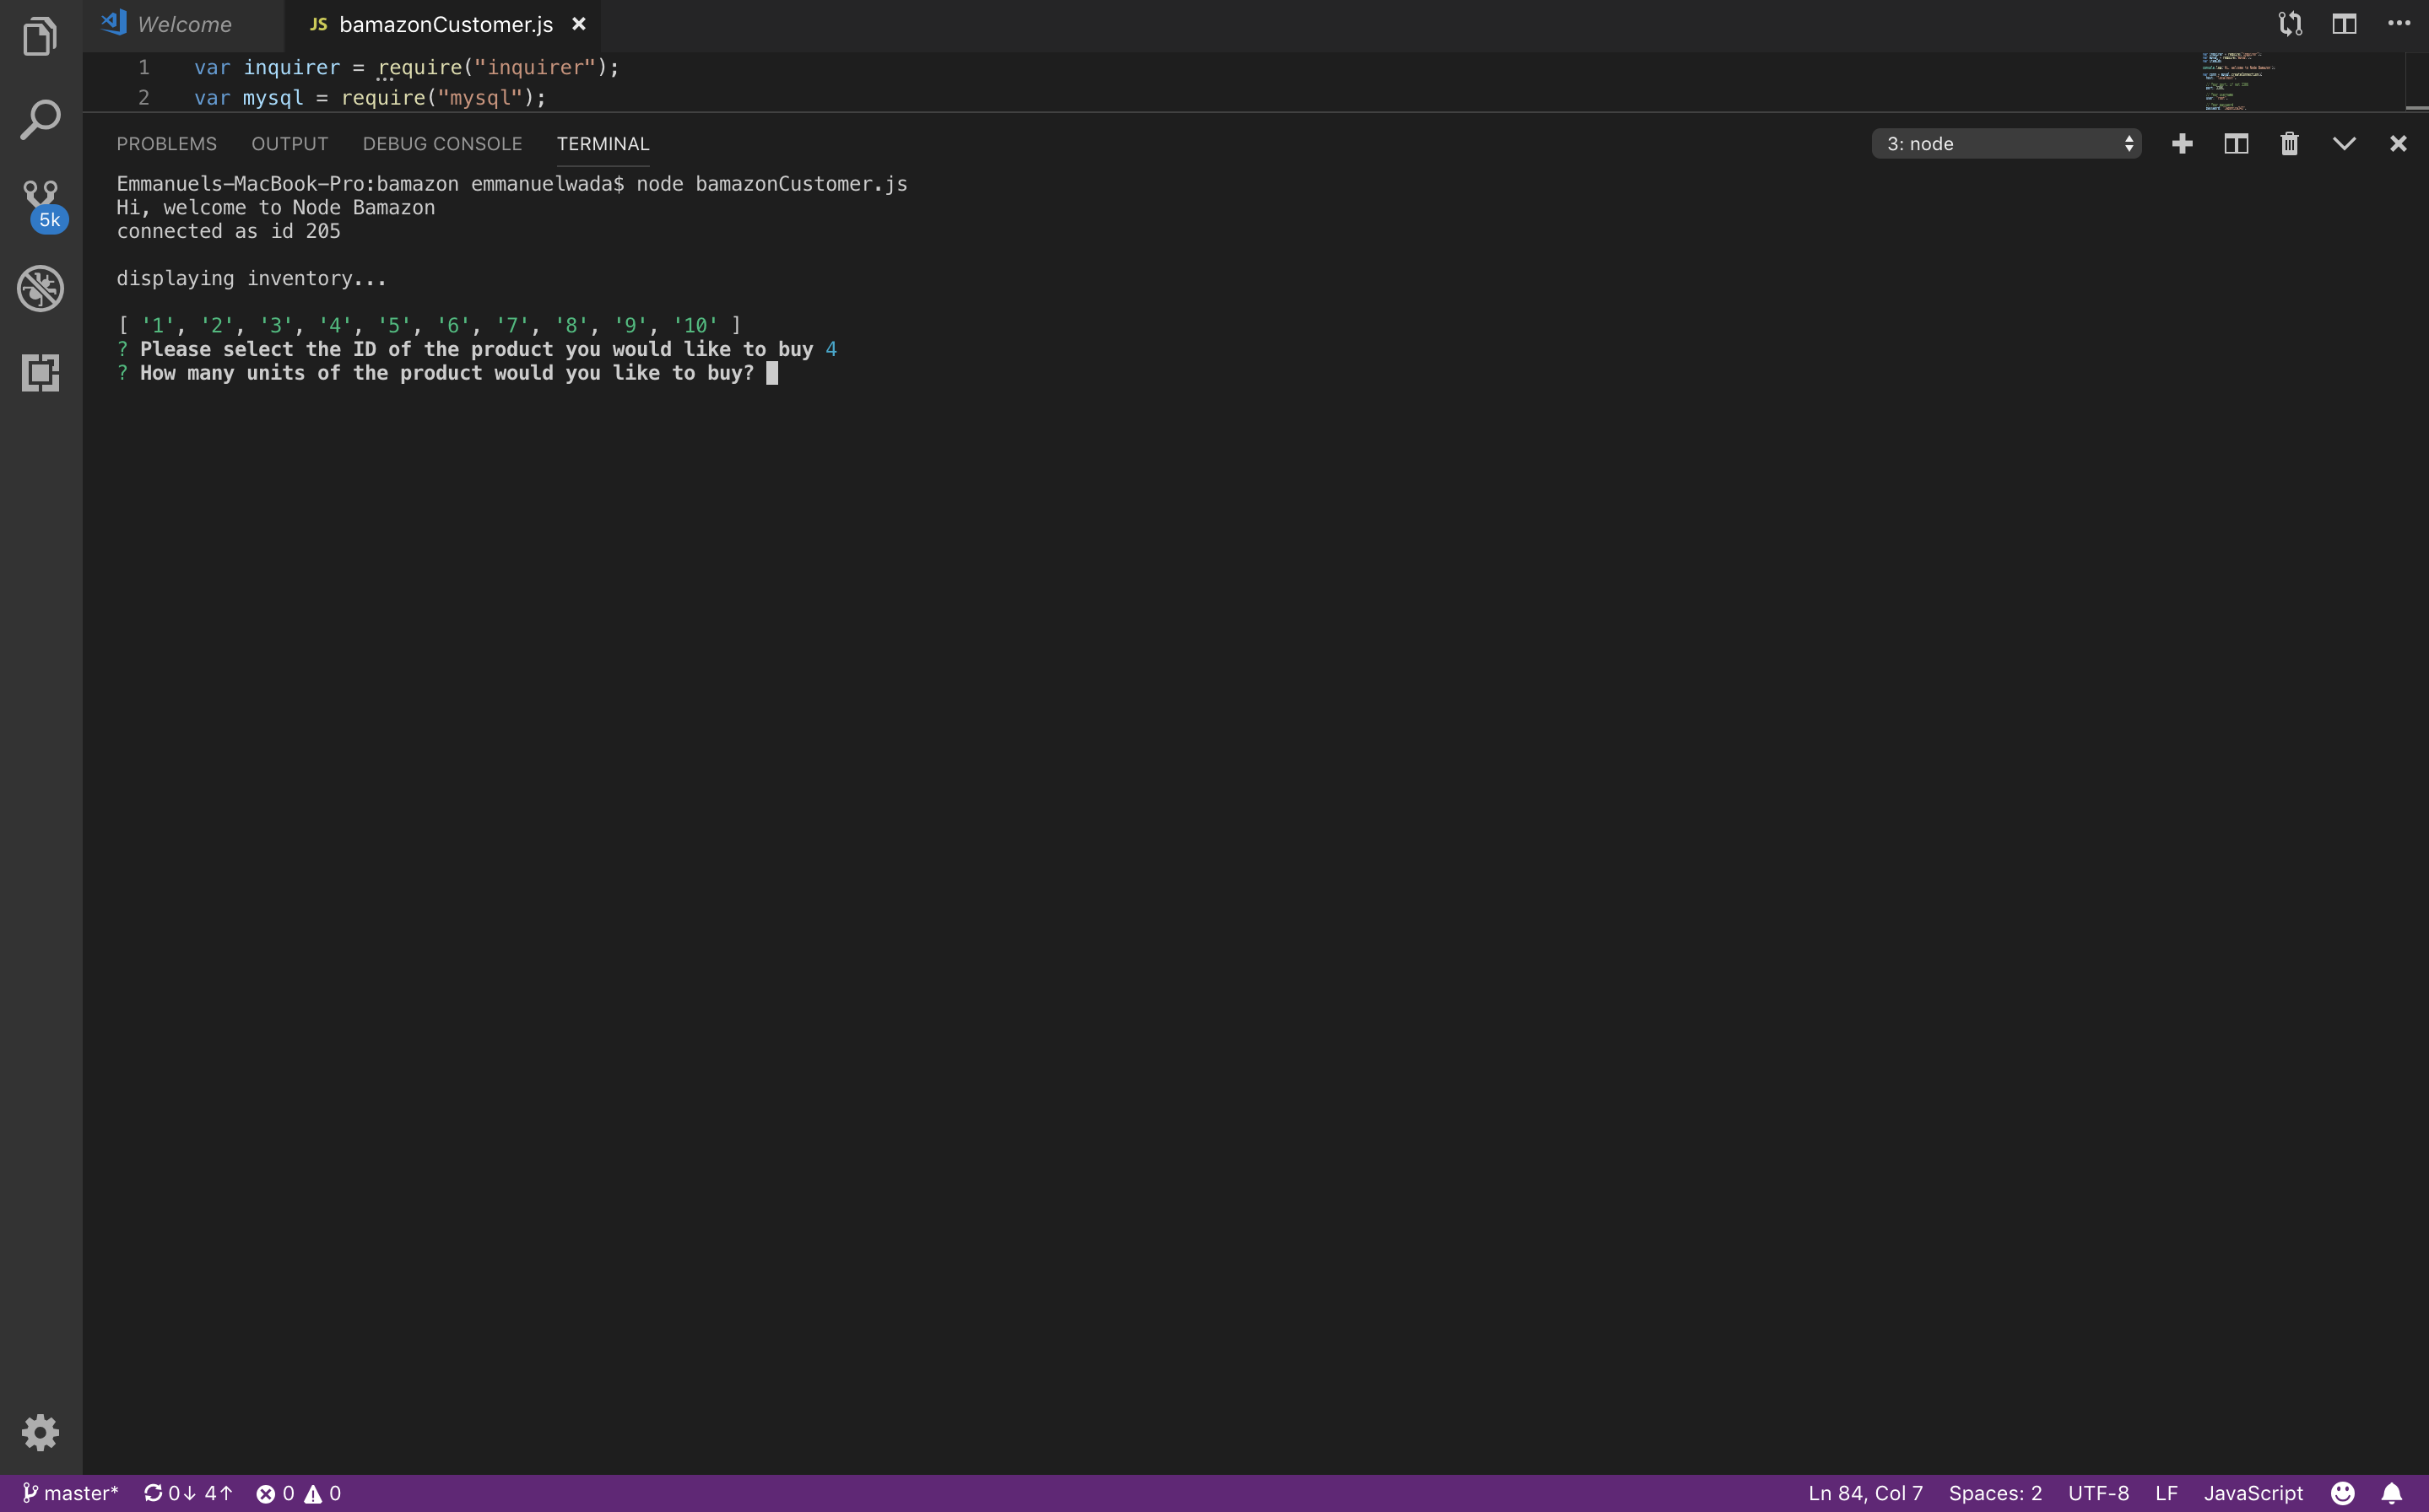 Welcome
JS bamazonCustomer.js
1 var inquirer = require("inquirer");
2 var mysql = require("mysql");
PROBLEMS OUTPUT DEBUG CONSOLE TERMINAL 3: node
Emmanuels-MacBook-Pro:bamazon emmanuelwada$ node bamazonCustomer.js
Hi, welcome to Node Bamazon
connected as id 205
displaying inventory...
[ '1', '2', '3', '4', '5', '6', '7', '8', '9', '10' ]
? Please select the ID of the product you would like to buy 4
? How many units of the product would you like to buy?
5k
master* 0↓ 4↑ 0 0 Ln 84, Col 7 Spaces: 2 UTF-8 LF JavaScript